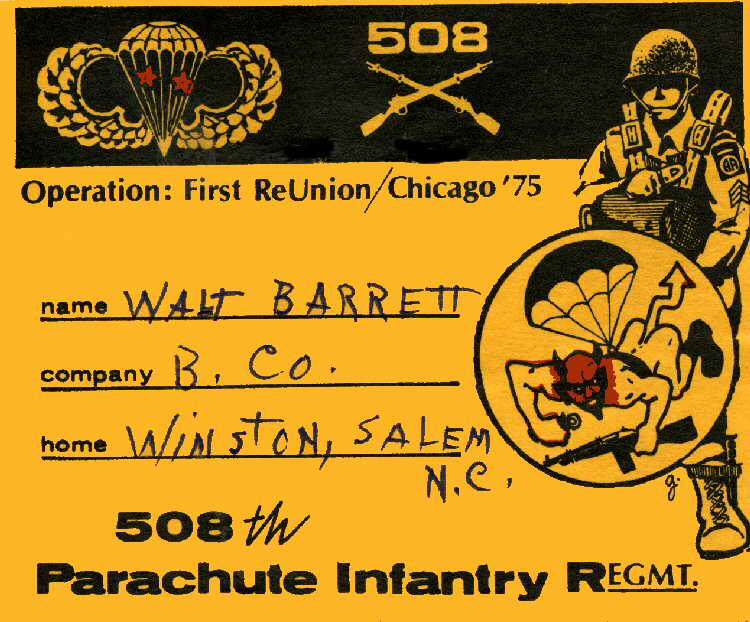 508
Operation: First ReUnion/Chicago '75
name WALT BARRETT
company B. Co.
home WINSTON, SALEM
N.C.
508th
Parachute Infantry REGMT.
g.